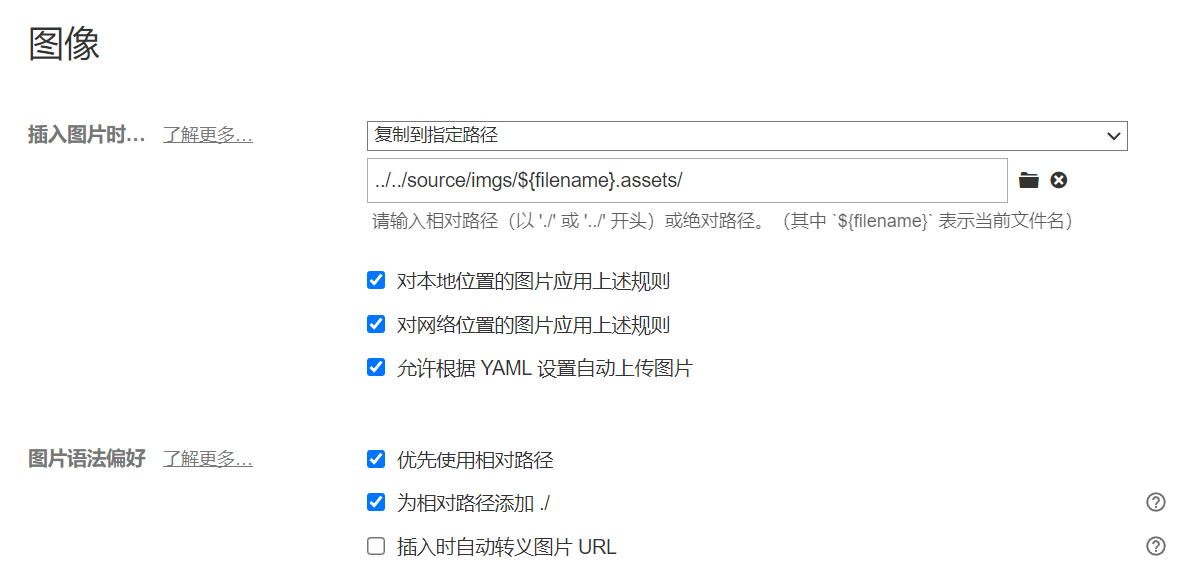 图像
插入图片时... 了解更多...
复制到指定路径
../../source/imgs/${filename}.assets/
请输入相对路径（以 './' 或 '../' 开头）或绝对路径。（其中 `${filename}` 表示当前文件名）
对本地位置的图片应用上述规则
对网络位置的图片应用上述规则
允许根据 YAML 设置自动上传图片
图片语法偏好 了解更多...
优先使用相对路径
为相对路径添加 ./
插入时自动转义图片 URL